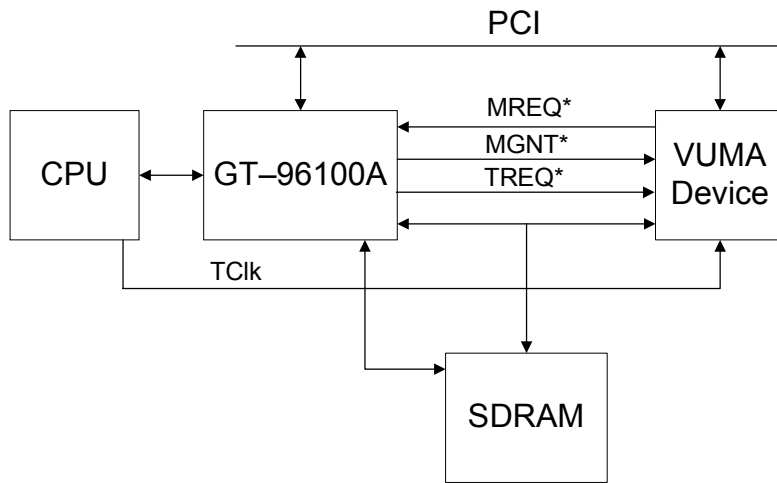 PCI
MREQ*
MGNT*
TREQ*
CPU
GT–96100A
VUMA
Device
TClk
SDRAM